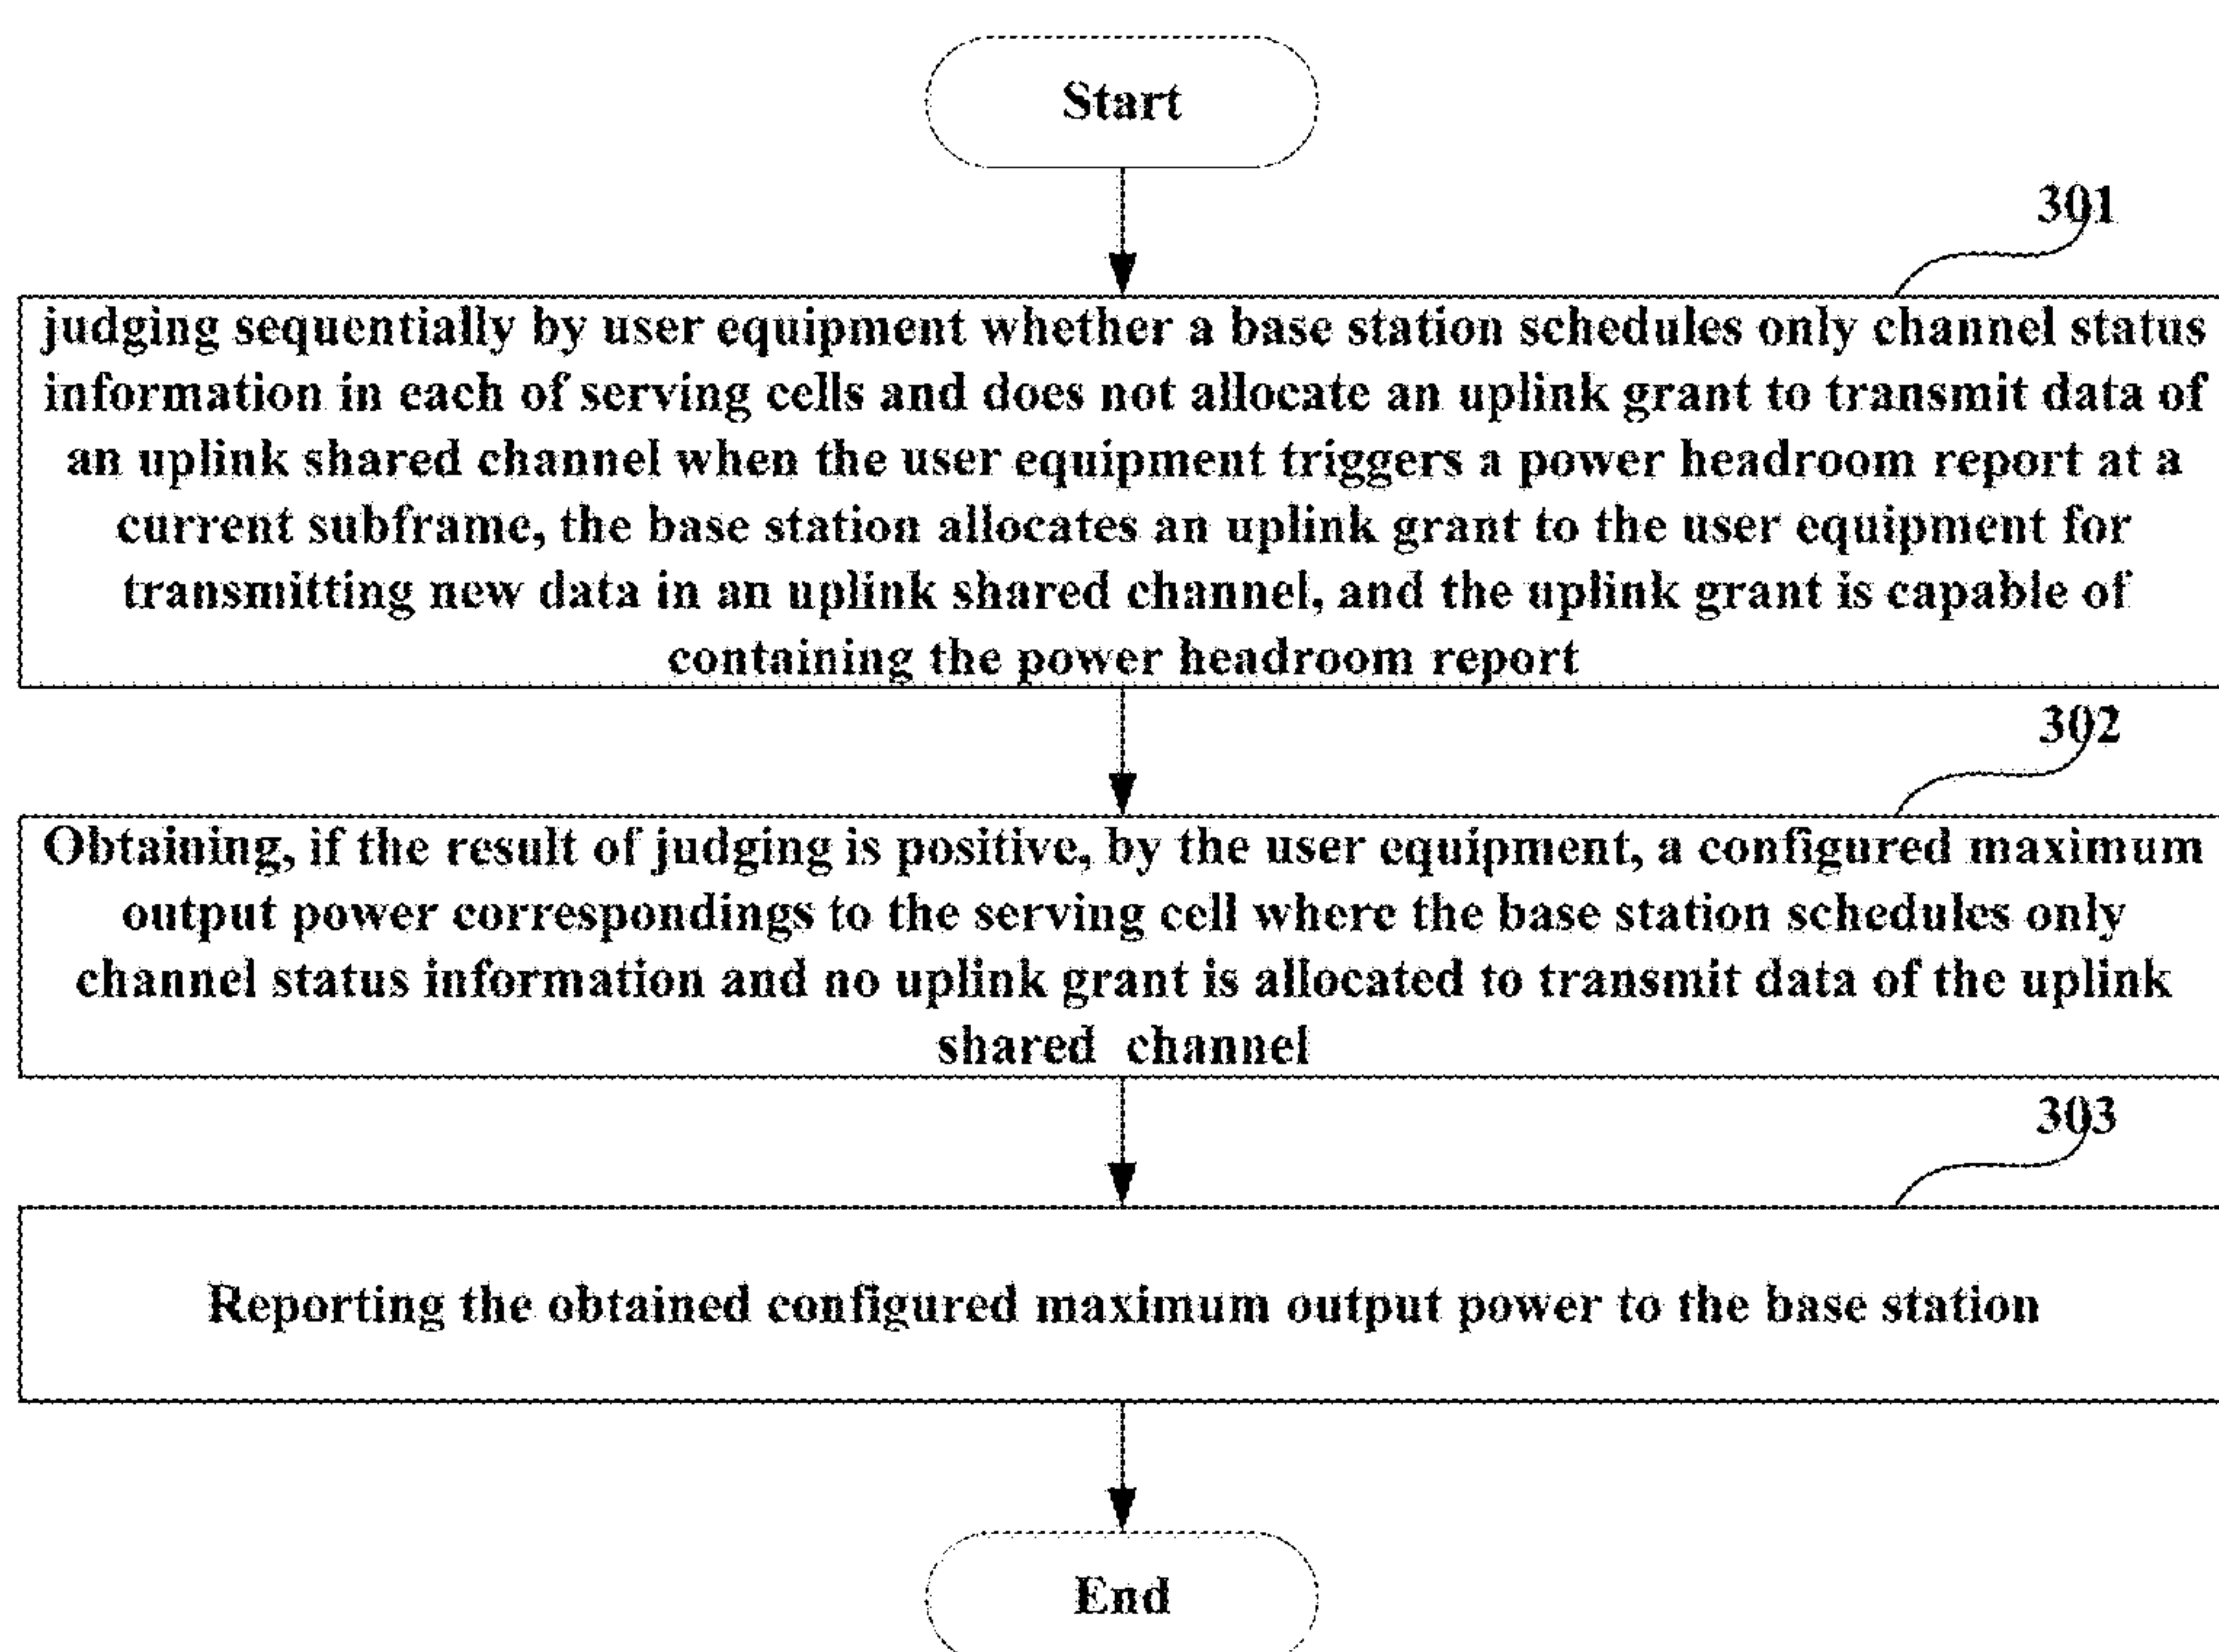 Start
301
judging sequentially by user equipment whether a base station schedules only channel status
information in each of serving cells and does not allocate an uplink grant to transmit data of
an uplink shared channel when the user equipment triggers a power headroom report at a
current subframe, the base station allocates an uplink grant to the user equipment for
transmitting new data in an uplink shared channel, and the uplink grant is capable of
containing the power headroom report
302
Obtaining, if the result of judging is positive, by the user equipment, a configured maximum
output power correspondings to the serving cell where the base station schedules only
channel status information and no uplink grant is allocated to transmit data of the uplink
shared channel
303
Reporting the obtained configured maximum output power to the base station
End